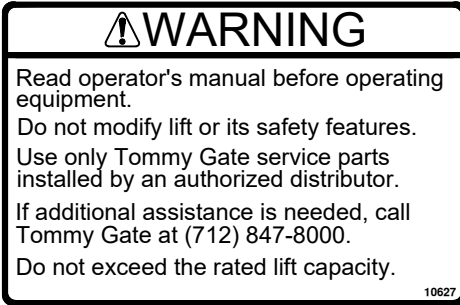 WARNING
Read operator's manual before operating
equipment.
Do not modify lift or its safety features.
Use only Tommy Gate service parts
installed by an authorized distributor.
If additional assistance is needed, call
Tommy Gate at (712) 847-8000.
Do not exceed the rated lift capacity.
10627